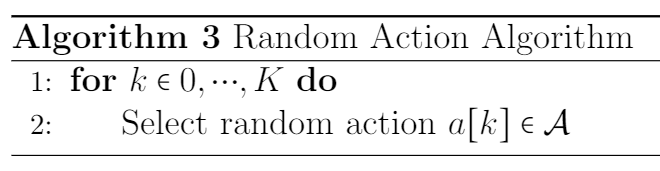 Algorithm 3 Random Action Algorithm
1: for k ∈ 0, ⋯, K do
2: Select random action a[k] ∈ 𝒜